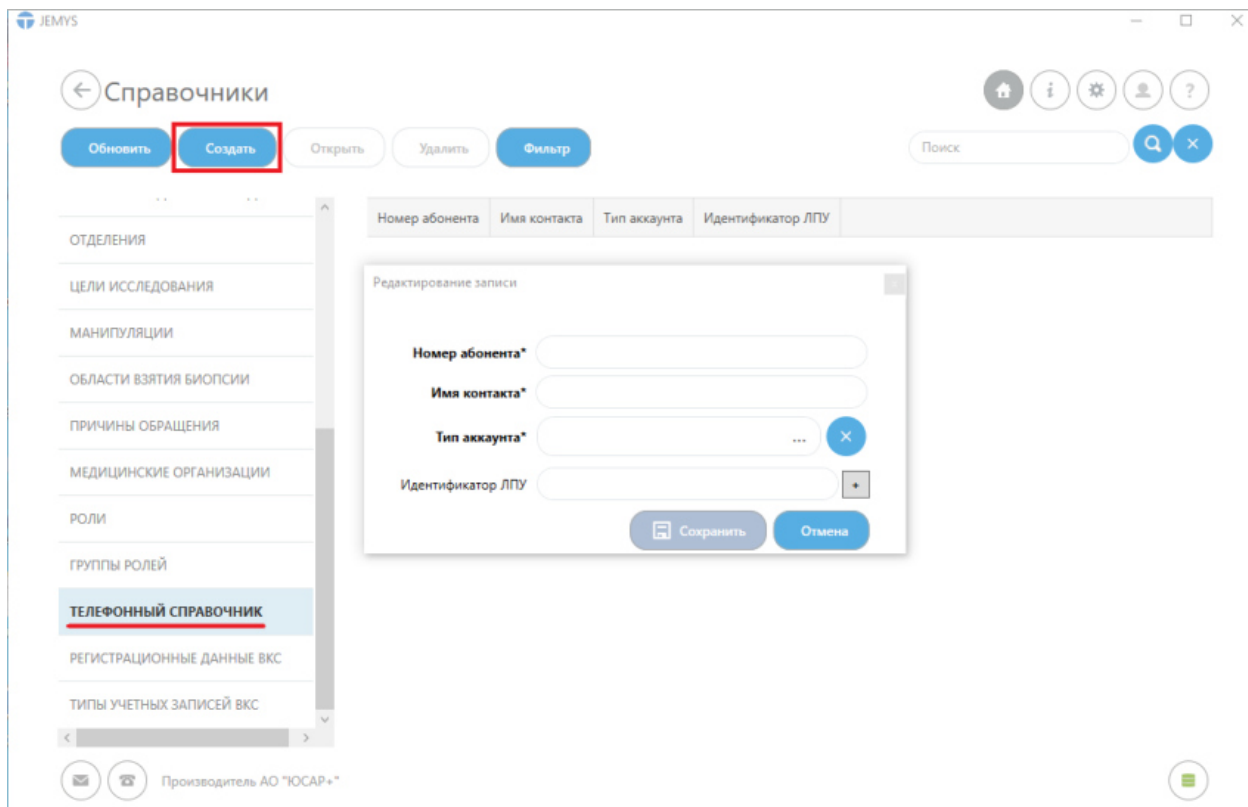 JEMYS
Справочники
Обновить Создать Открыть Удалить Фильтр Поиск
Номер абонента Имя контакта Тип аккаунта Идентификатор ЛПУ
ОТДЕЛЕНИЯ
ЦЕЛИ ИССЛЕДОВАНИЯ
МАНИПУЛЯЦИИ
ОБЛАСТИ ВЗЯТИЯ БИОПСИИ
ПРИЧИНЫ ОБРАЩЕНИЯ
МЕДИЦИНСКИЕ ОРГАНИЗАЦИИ
РОЛИ
ГРУППЫ РОЛЕЙ
ТЕЛЕФОННЫЙ СПРАВОЧНИК
РЕГИСТРАЦИОННЫЕ ДАННЫЕ ВКС
ТИПЫ УЧЕТНЫХ ЗАПИСЕЙ ВКС
Редактирование записи
Номер абонента*
Имя контакта*
Тип аккаунта* ...
Идентификатор ЛПУ +
Сохранить Отмена
Производитель АО "ЮСАР+"